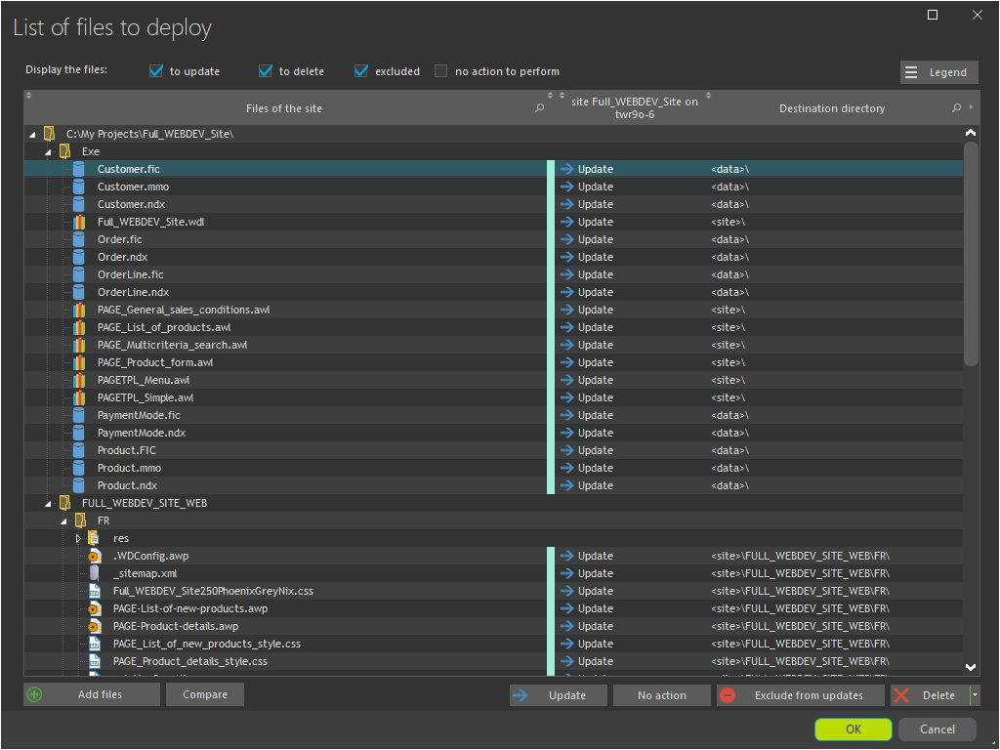 List of files to deploy
Display the files: to update to delete excluded no action to perform
Legend
Files of the site site Full_WEBDEV_Site on twr9o-6 Destination directory
C:\My Projects\Full_WEBDEV_Site\
Exe
Customer.fic Update <data>\
Customer.mmo Update <data>\
Customer.ndx Update <data>\
Full_WEBDEV_Site.wdl Update <site>\
Order.fic Update <data>\
Order.ndx Update <data>\
OrderLine.fic Update <data>\
OrderLine.ndx Update <data>\
PAGE_General_sales_conditions.awl Update <site>\
PAGE_List_of_products.awl Update <site>\
PAGE_Multicriteria_search.awl Update <site>\
PAGE_Product_form.awl Update <site>\
PAGETPL_Menu.awl Update <site>\
PAGETPL_Simple.awl Update <site>\
PaymentMode.fic Update <data>\
PaymentMode.ndx Update <data>\
Product.FIC Update <data>\
Product.mmo Update <data>\
Product.ndx Update <data>\
FULL_WEBDEV_SITE_WEB
FR
res
.WDConfig.awp Update <site>\FULL_WEBDEV_SITE_WEB\FR\
_sitemap.xml Update <site>\FULL_WEBDEV_SITE_WEB\FR\
Full_WEBDEV_Site250PhoenixGreyNix.css Update <site>\FULL_WEBDEV_SITE_WEB\FR\
PAGE-List-of-new-products.awp Update <site>\FULL_WEBDEV_SITE_WEB\FR\
PAGE-Product-details.awp Update <site>\FULL_WEBDEV_SITE_WEB\FR\
PAGE_List_of_new_products_style.css Update <site>\FULL_WEBDEV_SITE_WEB\FR\
PAGE_Product_details_style.css Update <site>\FULL_WEBDEV_SITE_WEB\FR\
Add files Compare Update No action Exclude from updates Delete
OK Cancel